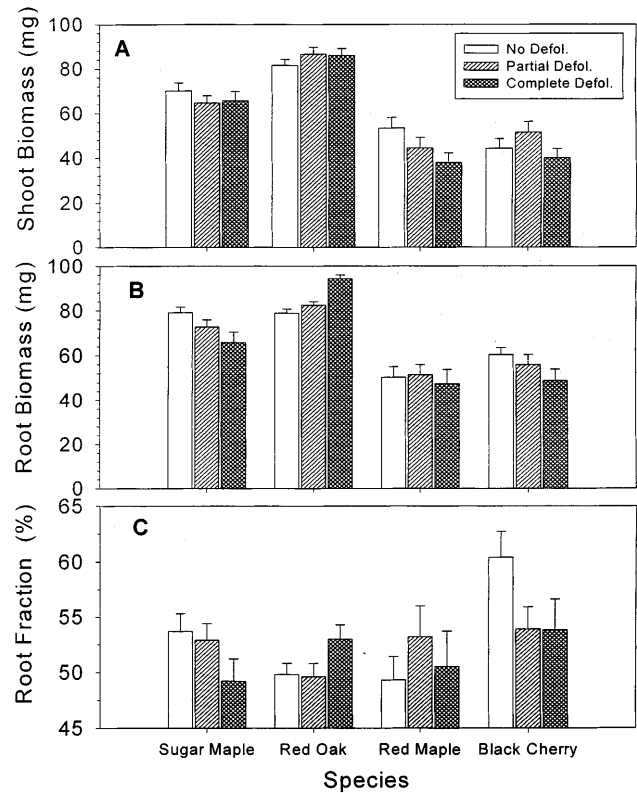 A
Shoot Biomass (mg)
100
80
60
40
20
0
No Defol.
Partial Defol.
Complete Defol.
B
Root Biomass (mg)
100
80
60
40
20
0
C
Root Fraction (%)
65
60
55
50
45
Sugar Maple Red Oak Red Maple Black Cherry
Species